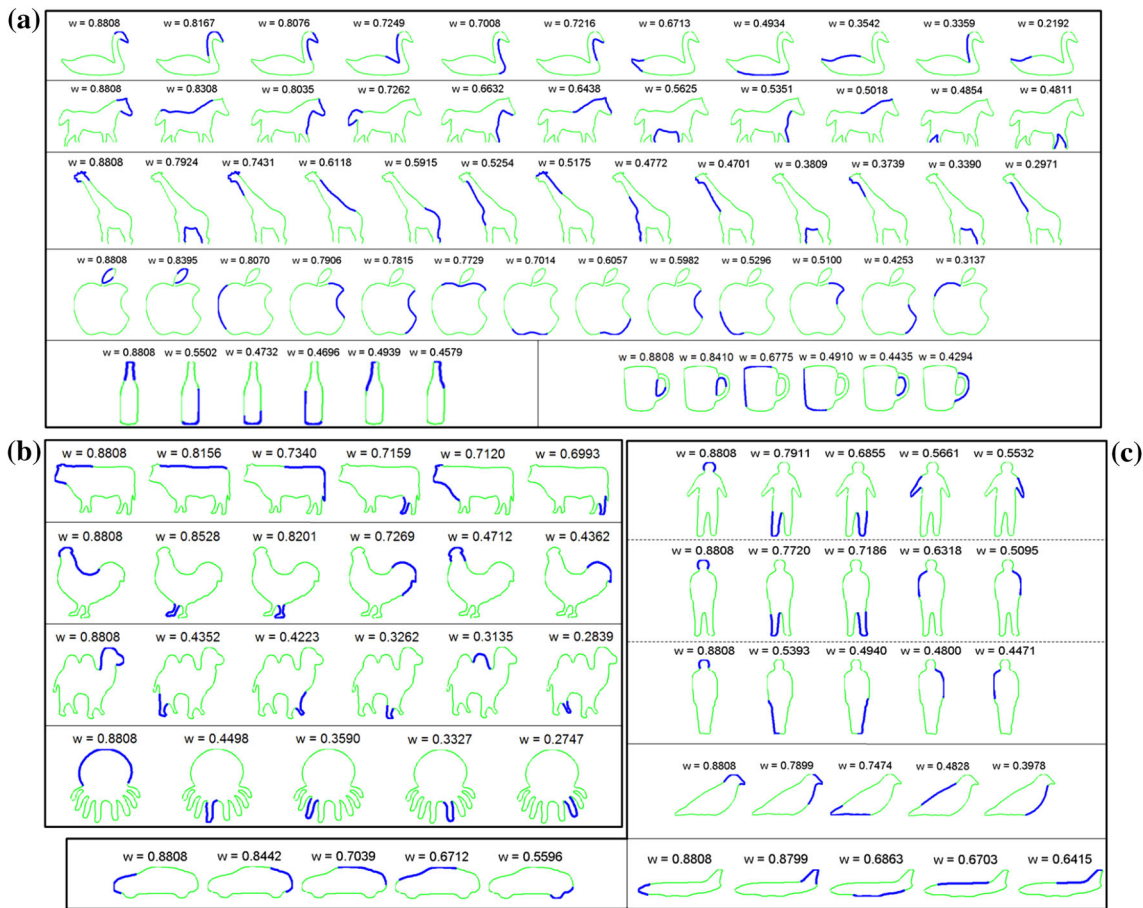 (a)
w = 0.8808 w = 0.8167 w = 0.8076 w = 0.7249 w = 0.7008 w = 0.7216 w = 0.6713 w = 0.4934 w = 0.3542 w = 0.3359 w = 0.2192
w = 0.8808 w = 0.8308 w = 0.8035 w = 0.7262 w = 0.6632 w = 0.6438 w = 0.5625 w = 0.5351 w = 0.5018 w = 0.4854 w = 0.4811
w = 0.8808 w = 0.7924 w = 0.7431 w = 0.6118 w = 0.5915 w = 0.5254 w = 0.5175 w = 0.4772 w = 0.4701 w = 0.3809 w = 0.3739 w = 0.3390 w = 0.2971
w = 0.8808 w = 0.8395 w = 0.8070 w = 0.7906 w = 0.7815 w = 0.7729 w = 0.7014 w = 0.6057 w = 0.5982 w = 0.5296 w = 0.5100 w = 0.4253 w = 0.3137
w = 0.8808 w = 0.5502 w = 0.4732 w = 0.4696 w = 0.4939 w = 0.4579
w = 0.8808 w = 0.8410 w = 0.6775 w = 0.4910 w = 0.4435 w = 0.4294
(b)
w = 0.8808 w = 0.8156 w = 0.7340 w = 0.7159 w = 0.7120 w = 0.6993
w = 0.8808 w = 0.8528 w = 0.8201 w = 0.7269 w = 0.4712 w = 0.4362
w = 0.8808 w = 0.4352 w = 0.4223 w = 0.3262 w = 0.3135 w = 0.2839
w = 0.8808 w = 0.4498 w = 0.3590 w = 0.3327 w = 0.2747
w = 0.8808 w = 0.8442 w = 0.7039 w = 0.6712 w = 0.5596
(c)
w = 0.8808 w = 0.7911 w = 0.6855 w = 0.5661 w = 0.5532
w = 0.8808 w = 0.7720 w = 0.7186 w = 0.6318 w = 0.5095
w = 0.8808 w = 0.5393 w = 0.4940 w = 0.4800 w = 0.4471
w = 0.8808 w = 0.7899 w = 0.7474 w = 0.4828 w = 0.3978
w = 0.8808 w = 0.8799 w = 0.6863 w = 0.6703 w = 0.6415